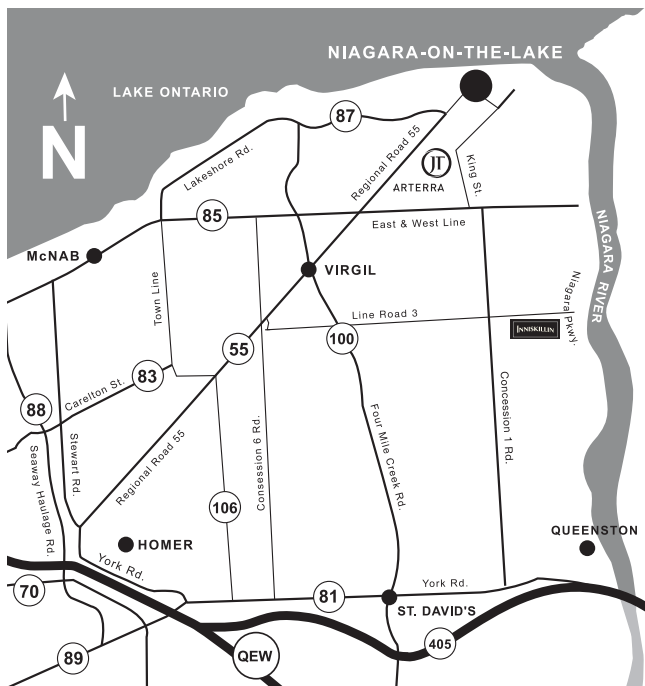 NIAGARA-ON-THE-LAKE
LAKE ONTARIO
N
87
Lakeshore Rd.
Regional Road 55
JT
ARTERRA
King St.
85
East & West Line
McNAB
VIRGIL
NIAGARA RIVER
Town Line
Line Road 3
Niagara Pkwy.
INNISKILLIN
55
100
83
Carelton St.
88
Concession 1 Rd.
Four Mile Creek Rd.
Consession 6 Rd.
Stewart Rd.
Regional Road 55
Seaway Haulage Rd.
106
QUEENSTON
HOMER
York Rd.
70
81
York Rd.
ST. DAVID'S
405
89
QEW